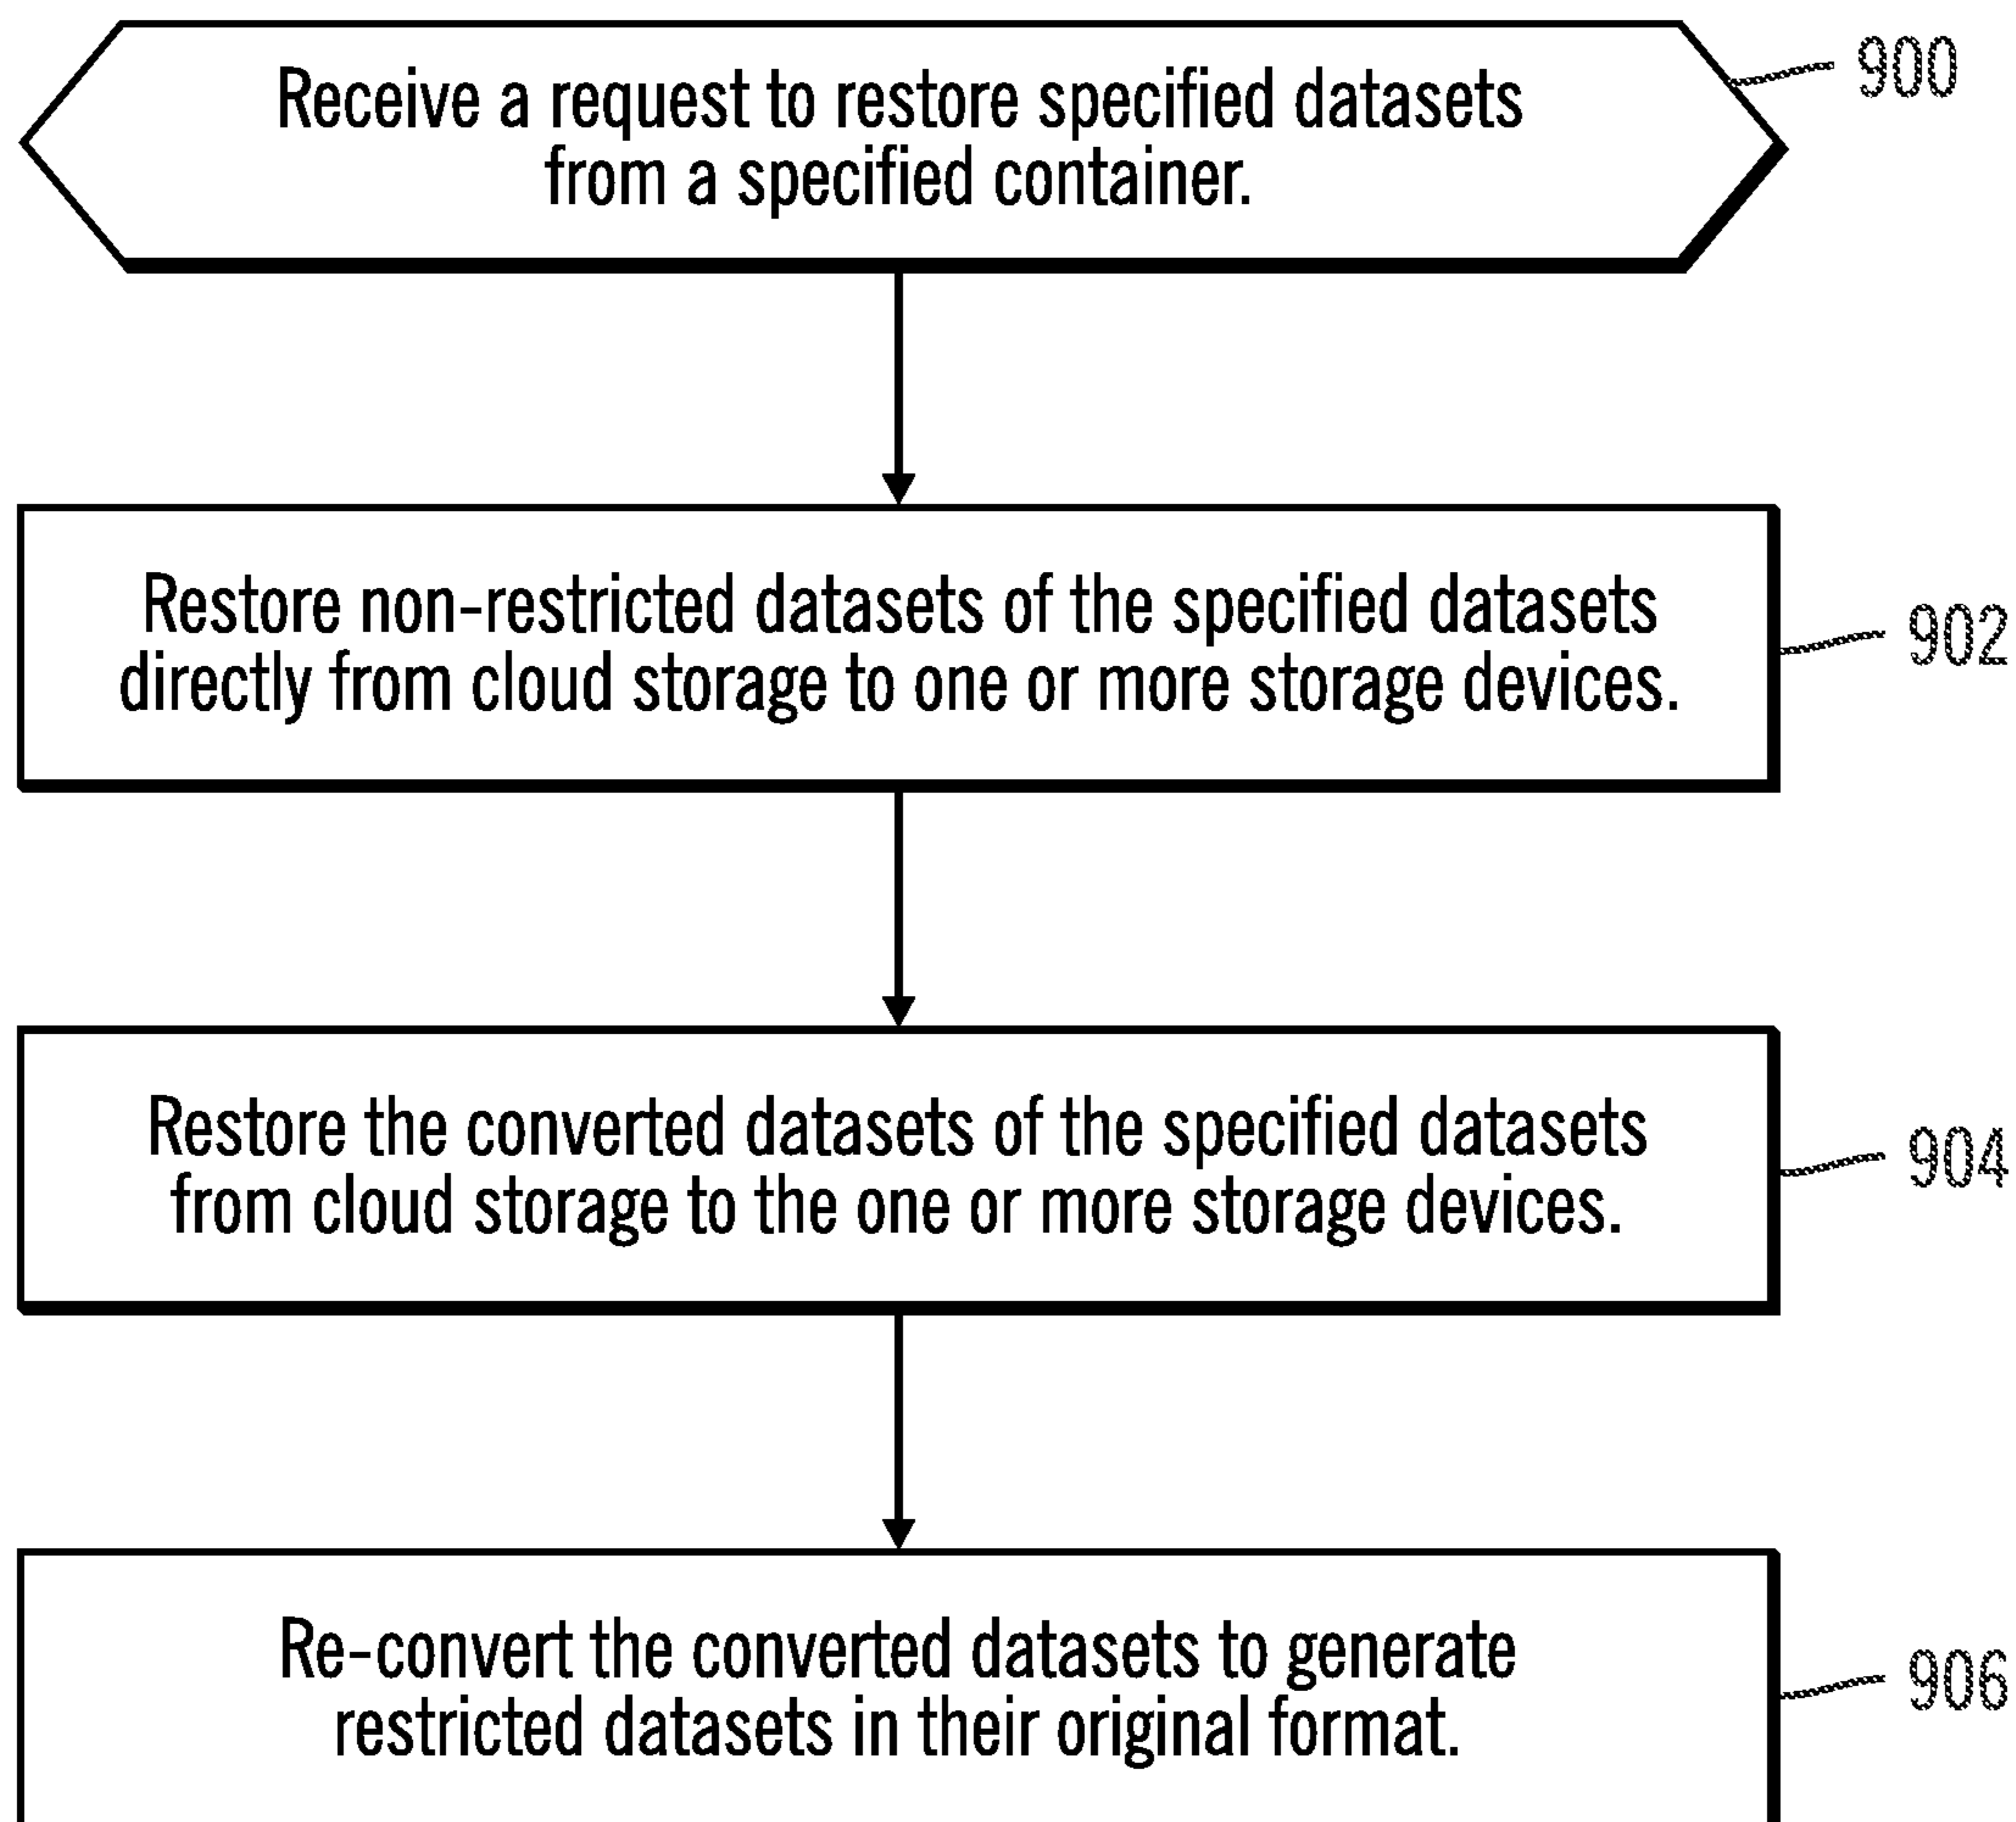 Receive a request to restore specified datasets
from a specified container.
900
Restore non-restricted datasets of the specified datasets
directly from cloud storage to one or more storage devices.
902
Restore the converted datasets of the specified datasets
from cloud storage to the one or more storage devices.
904
Re-convert the converted datasets to generate
restricted datasets in their original format.
906